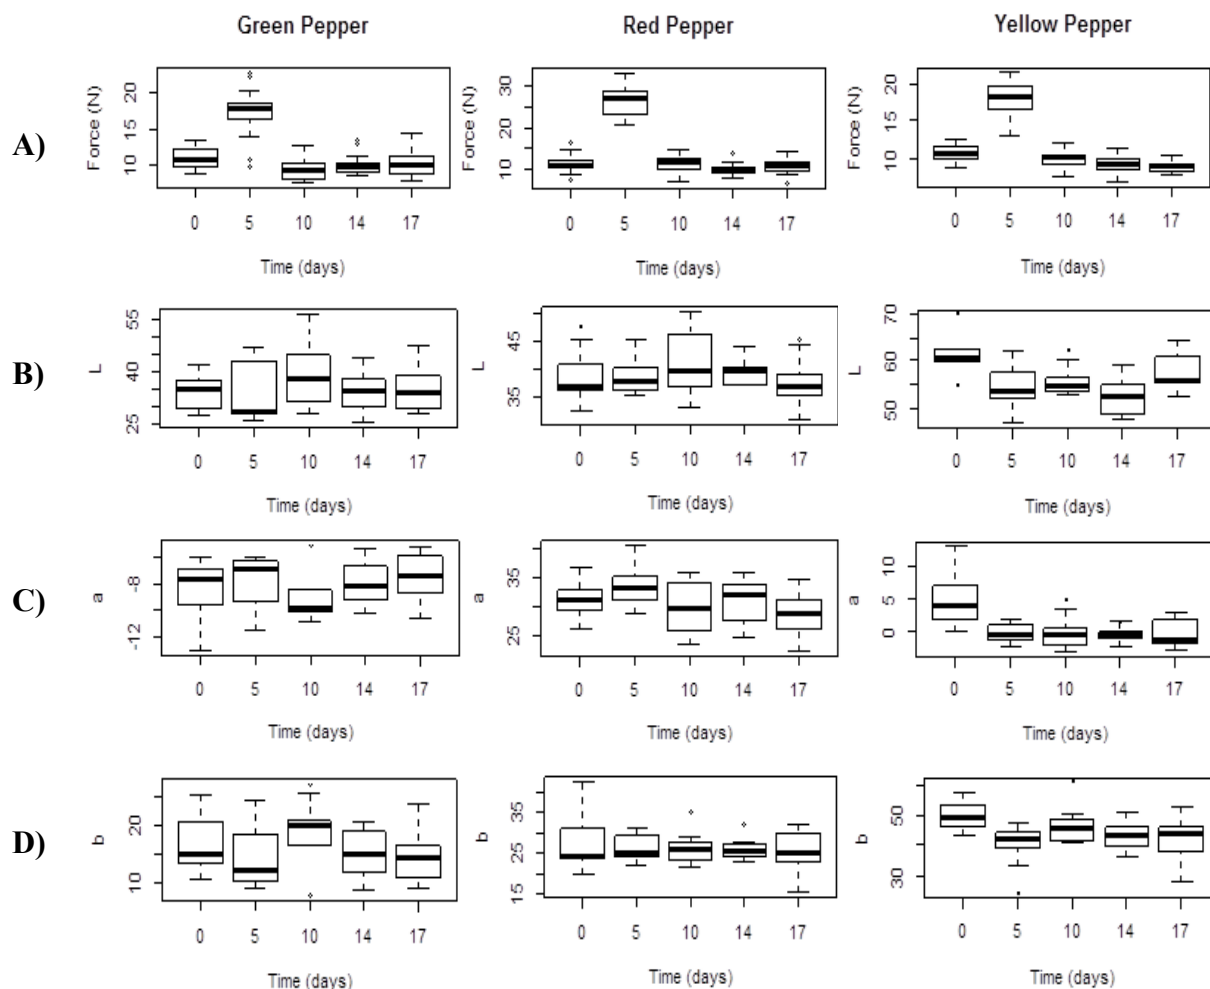 Green Pepper Red Pepper Yellow Pepper
A)
Force (N) 10 15 20 0 5 10 14 17 Time (days)
Force (N) 10 20 30 0 5 10 14 17 Time (days)
Force (N) 10 15 20 0 5 10 14 17 Time (days)
B)
L 25 40 55 0 5 10 14 17 Time (days)
L 35 45 0 5 10 14 17 Time (days)
L 50 60 70 0 5 10 14 17 Time (days)
C)
a -12 -8 0 5 10 14 17 Time (days)
a 25 35 0 5 10 14 17 Time (days)
a 0 5 10 0 5 10 14 17 Time (days)
D)
b 10 20 0 5 10 14 17 Time (days)
b 15 25 35 0 5 10 14 17 Time (days)
b 30 50 0 5 10 14 17 Time (days)